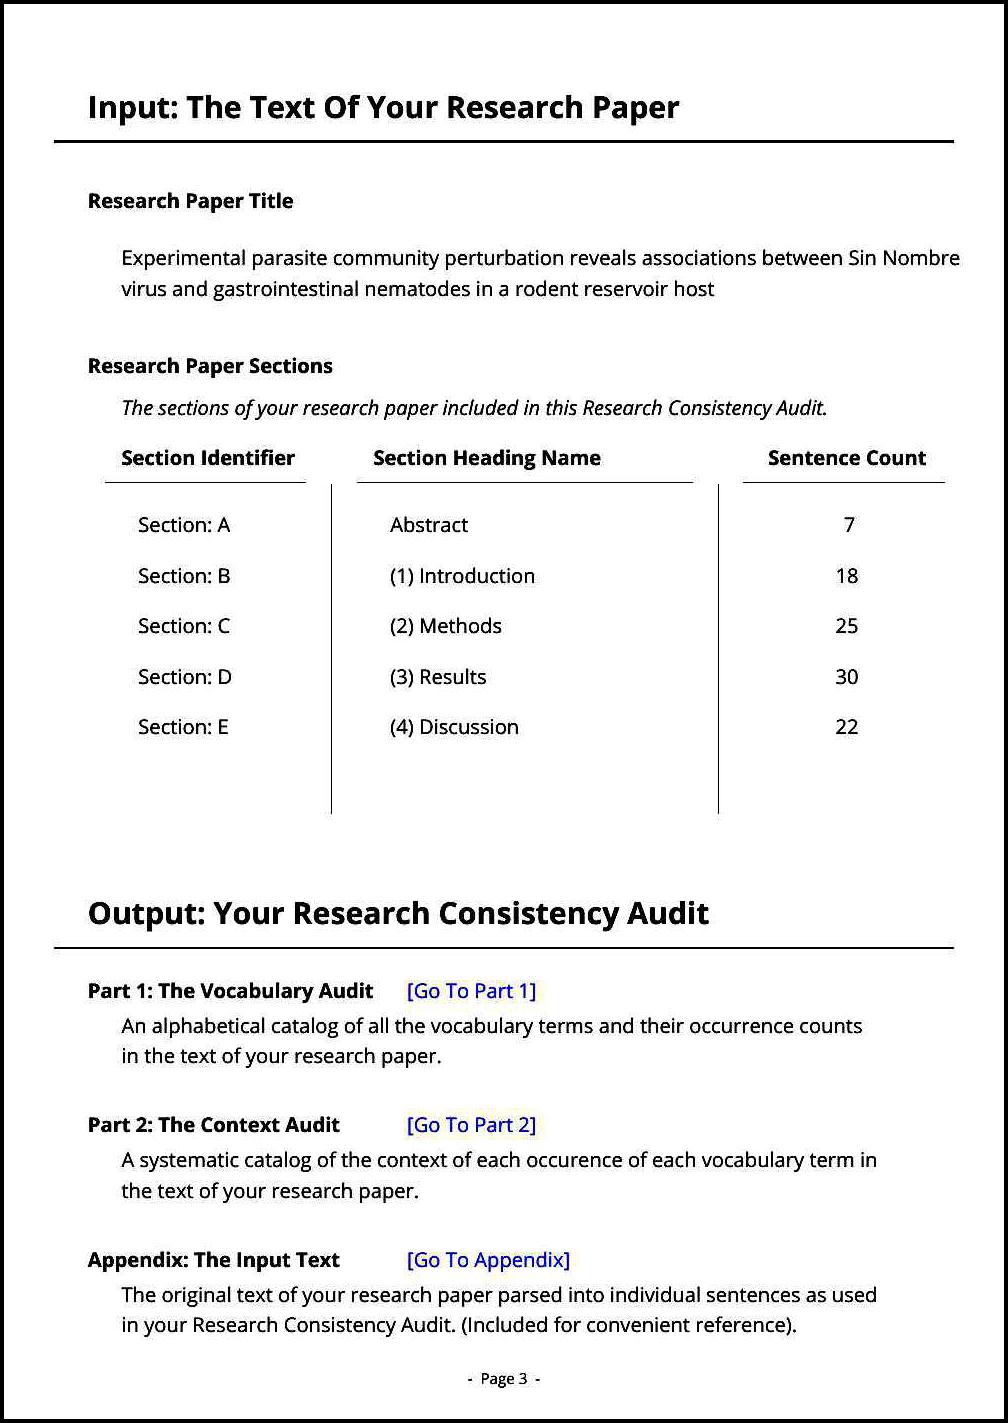 Input: The Text Of Your Research Paper
Research Paper Title
Experimental parasite community perturbation reveals associations between Sin Nombre
virus and gastrointestinal nematodes in a rodent reservoir host
Research Paper Sections
The sections of your research paper included in this Research Consistency Audit.
Section Identifier Section Heading Name Sentence Count
Section: A Abstract 7
Section: B (1) Introduction 18
Section: C (2) Methods 25
Section: D (3) Results 30
Section: E (4) Discussion 22
Output: Your Research Consistency Audit
Part 1: The Vocabulary Audit [Go To Part 1]
An alphabetical catalog of all the vocabulary terms and their occurrence counts
in the text of your research paper.
Part 2: The Context Audit [Go To Part 2]
A systematic catalog of the context of each occurence of each vocabulary term in
the text of your research paper.
Appendix: The Input Text [Go To Appendix]
The original text of your research paper parsed into individual sentences as used
in your Research Consistency Audit. (Included for convenient reference).
- Page 3 -